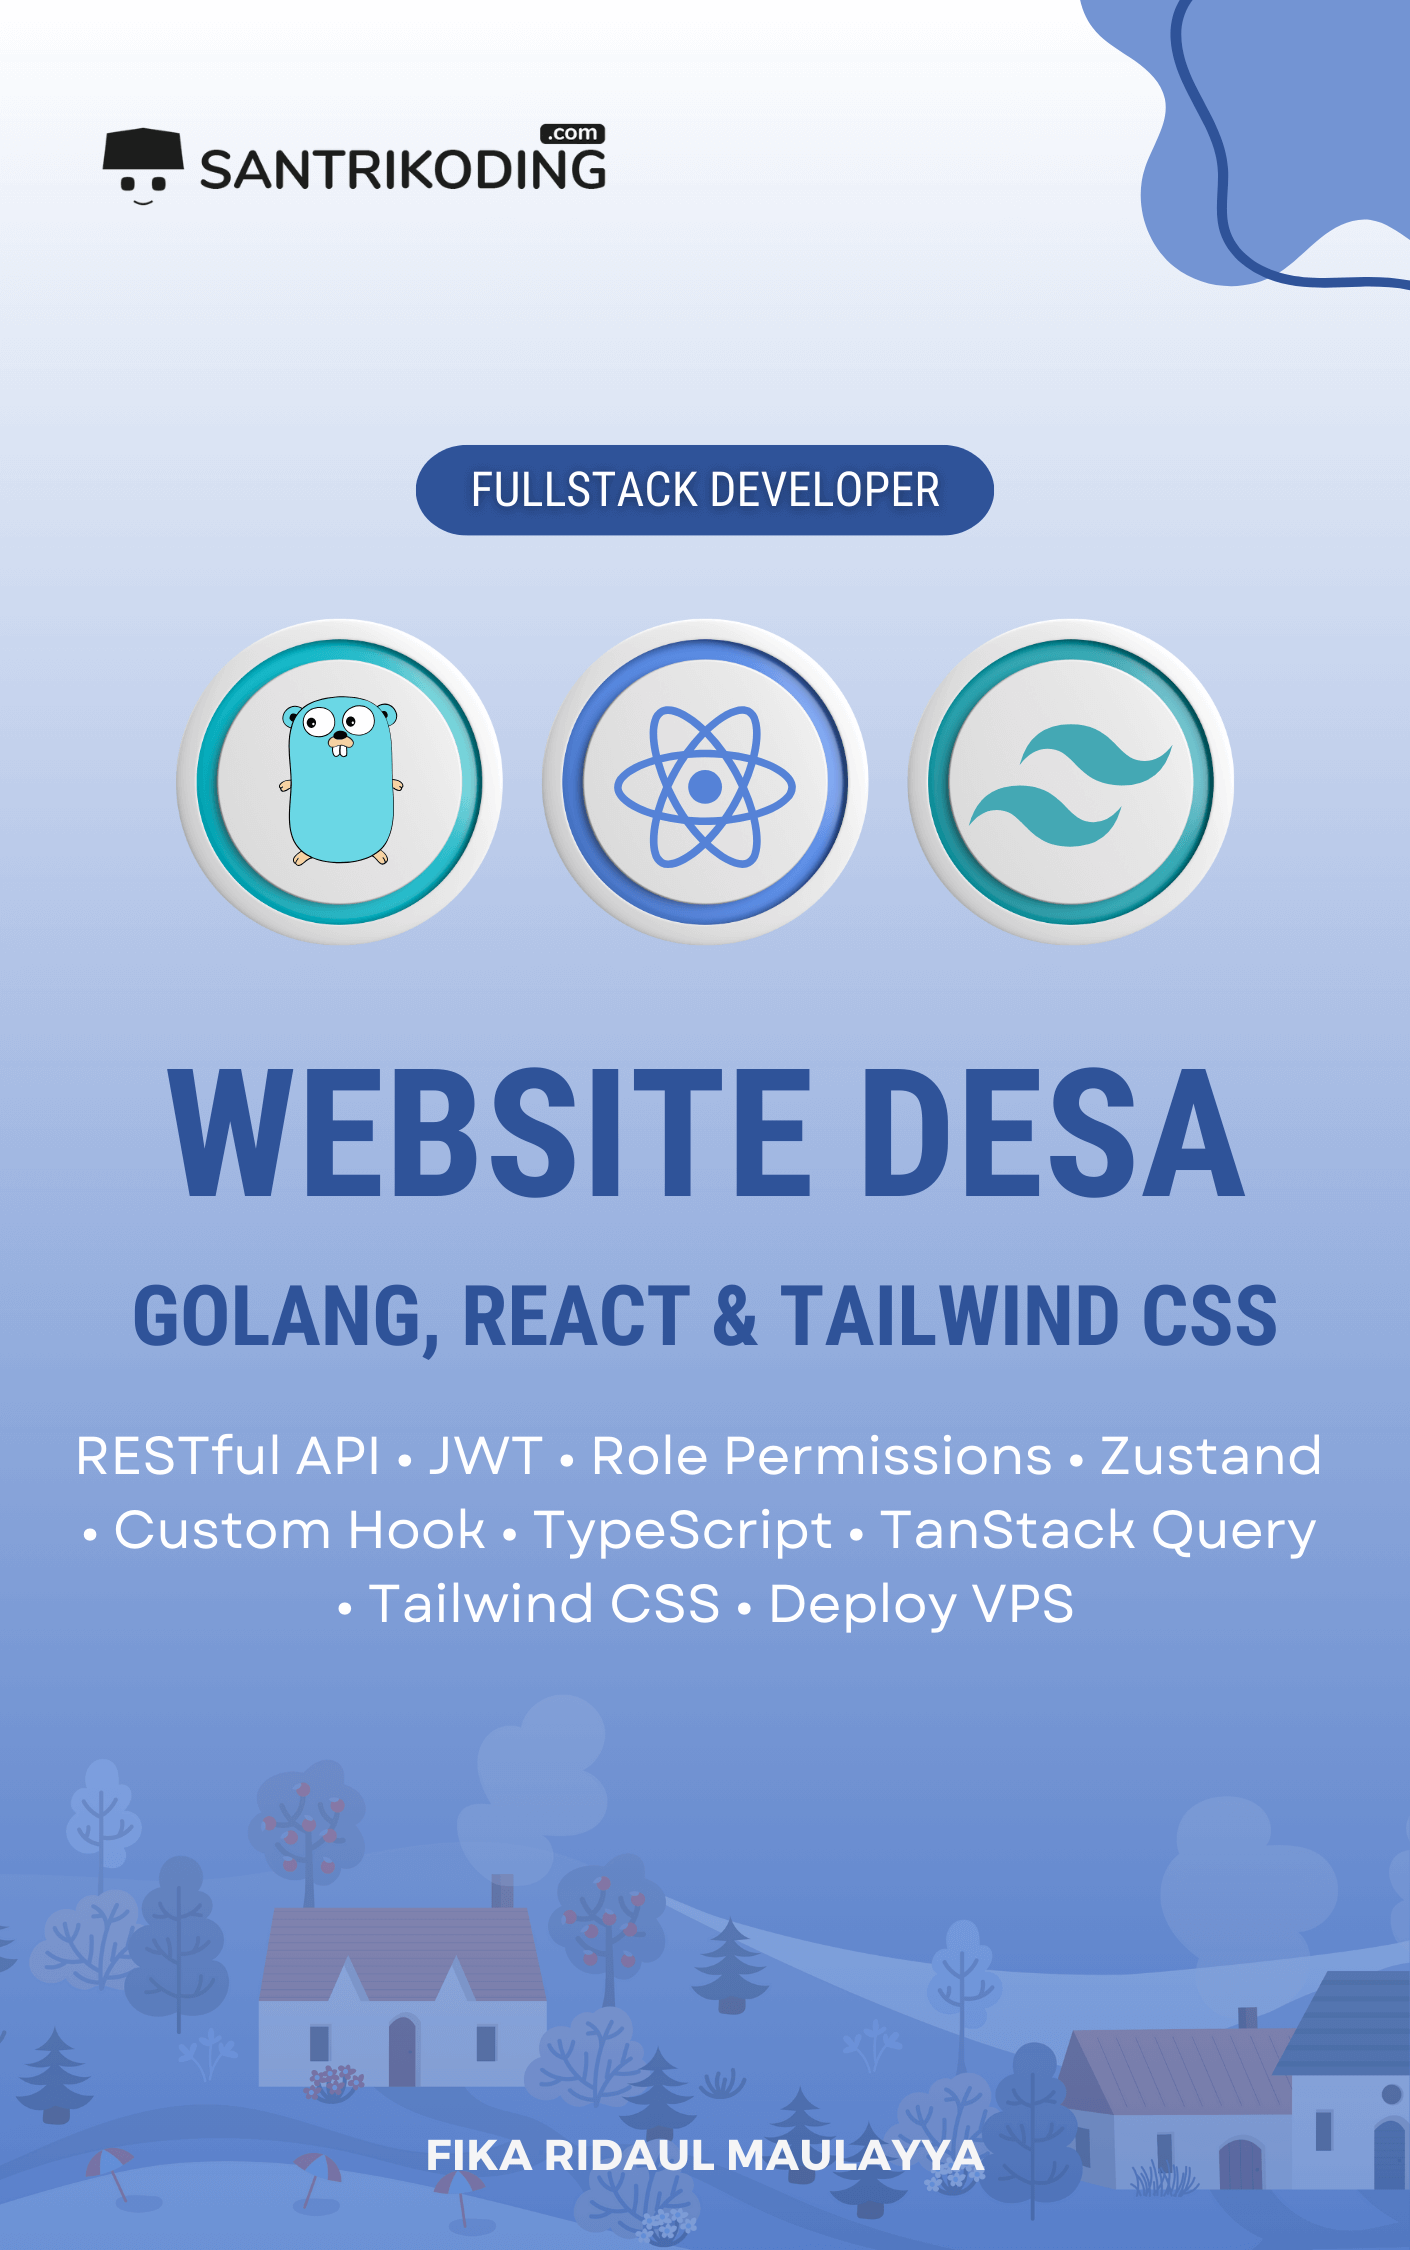 .com
SANTRIKODING
FULLSTACK DEVELOPER
WEBSITE DESA
GOLANG, REACT & TAILWIND CSS
RESTful API • JWT • Role Permissions • Zustand
• Custom Hook • TypeScript • TanStack Query
• Tailwind CSS • Deploy VPS
FIKA RIDAUL MAULAYYA